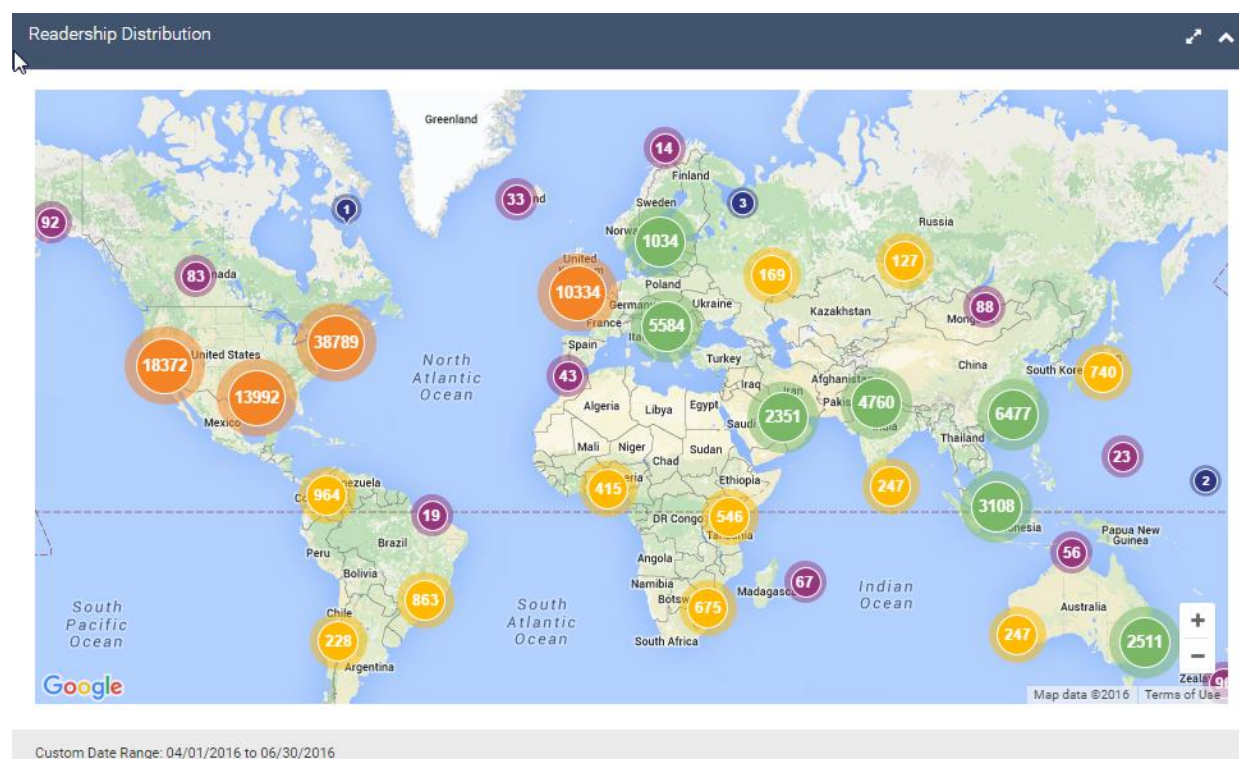 Readership Distribution
Greenland
14
Finland
33
Sweden
3
92
1
Russia
1034
United
83
169
127
10334
Poland
Ukraine
Kazakhstan
88
France
5584
38789
Spain
Turkey
China
18372
United States
North
Atlantic
Ocean
43
Iraq
Iran
Afghanistan
South Kore
740
13992
Algeria
Libya
Egypt
2351
4760
6477
Mexico
Saudi
Mali
Niger
Chad
Sudan
Thailand
23
964
415
Ethiopia
247
2
19
DR Congo
546
3108
Papua New
Guinea
Peru
Brazil
Angola
56
Bolivia
Namibia
67
Indian
Ocean
863
South
Atlantic
Ocean
675
Australia
+
South
Pacific
Ocean
Chile
228
South Africa
247
2511
−
Argentina
Google
Map data ©2016
Terms of Use
Custom Date Range: 04/01/2016 to 06/30/2016